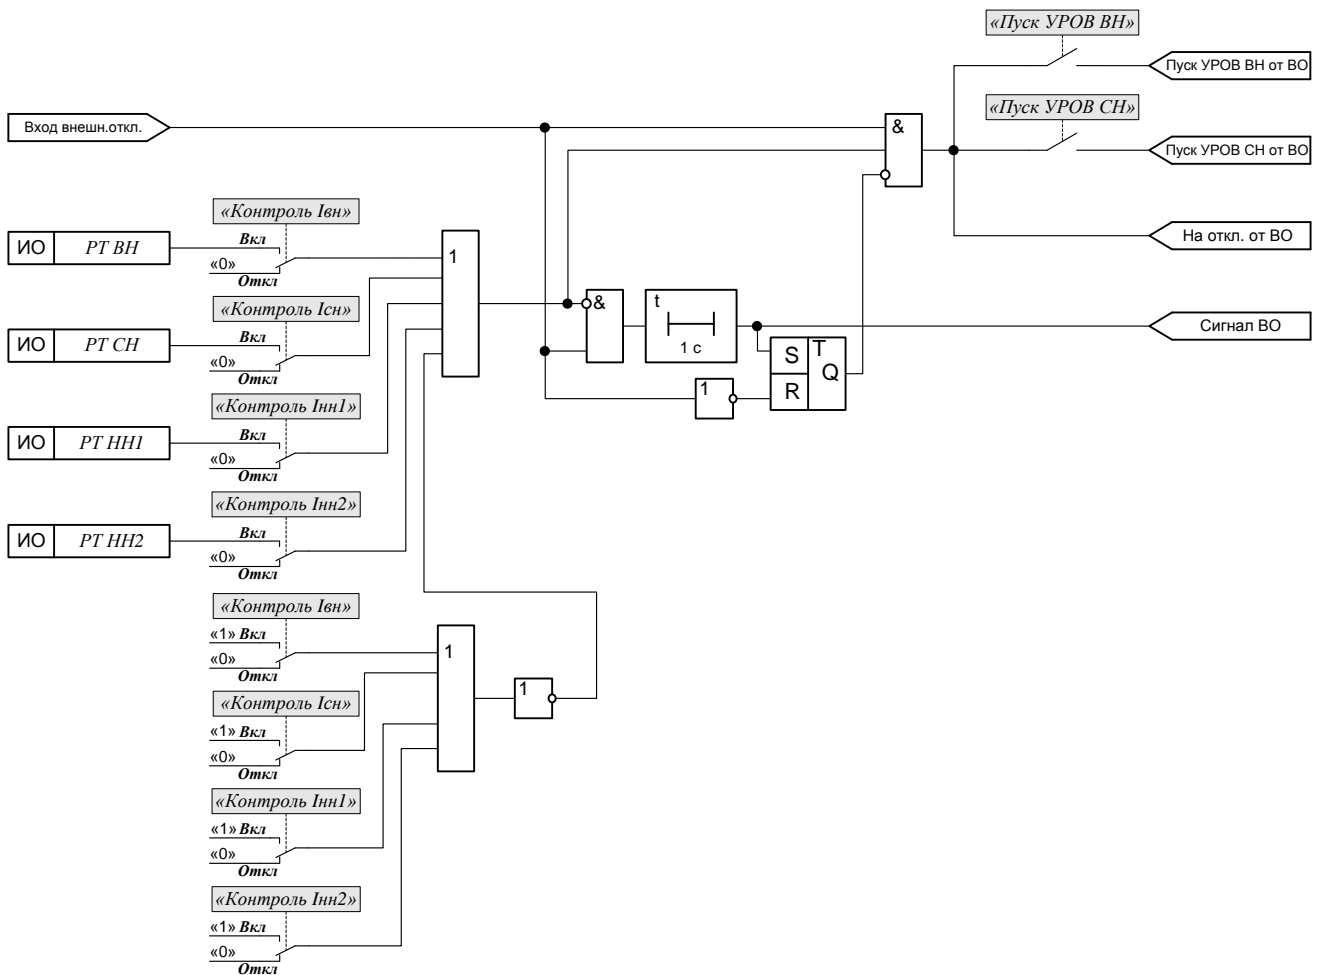 «Пуск УРОВ ВН»
Пуск УРОВ ВН от ВО
«Пуск УРОВ СН»
Вход внешн.откл.
&
Пуск УРОВ СН от ВО
«Контроль Iвн»
ИО РТ ВН
Вкл
«0»
Откл
1
На откл. от ВО
«Контроль Iсн»
ИО РТ СН
Вкл
«0»
Откл
&
t
1 с
Сигнал ВО
S T
Q
R
1
«Контроль Iнн1»
ИО РТ НН1
Вкл
«0»
Откл
«Контроль Iнн2»
ИО РТ НН2
Вкл
«0»
Откл
«Контроль Iвн»
«1» Вкл
«0»
Откл
1
1
«Контроль Iсн»
«1» Вкл
«0»
Откл
«Контроль Iнн1»
«1» Вкл
«0»
Откл
«Контроль Iнн2»
«1» Вкл
«0»
Откл